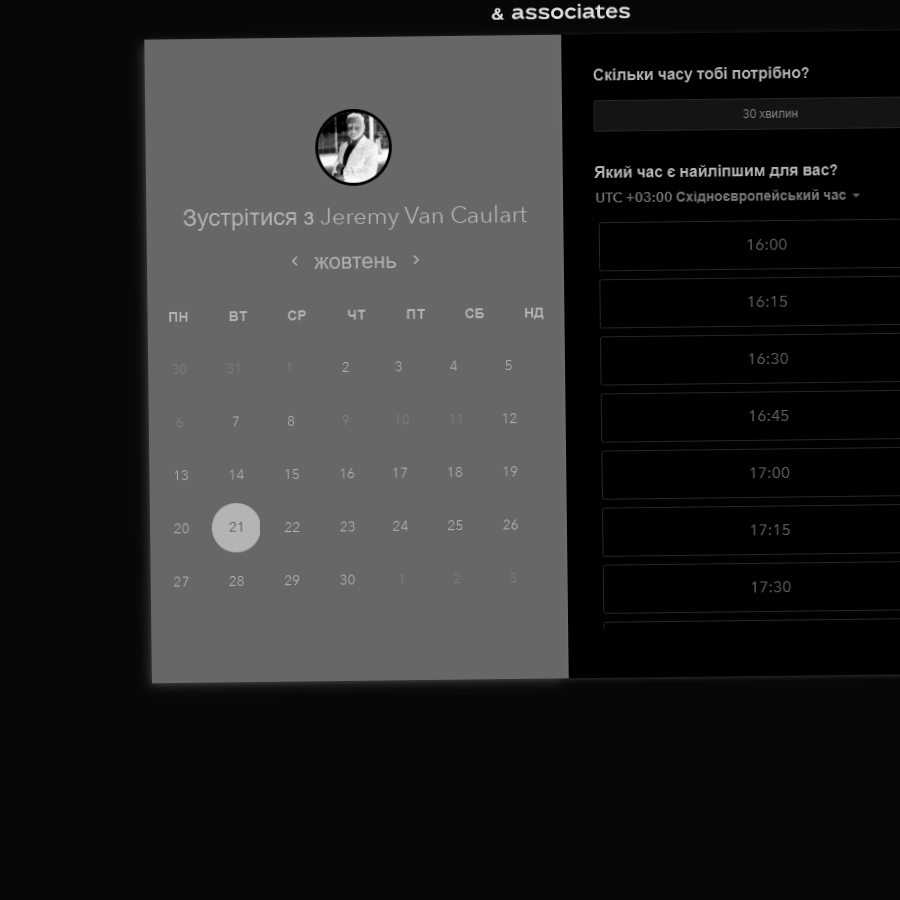 & associates
Зустрітися з Jeremy Van Caulart
жовтень
ПН ВТ СР ЧТ ПТ СБ НД
30 31 1 2 3 4 5
6 7 8 9 10 11 12
13 14 15 16 17 18 19
20 21 22 23 24 25 26
27 28 29 30 1 2 3
Скільки часу тобі потрібно?
30 хвилин
Який час є найліпшим для вас?
UTC +03:00 Східноєвропейський час
16:00
16:15
16:30
16:45
17:00
17:15
17:30